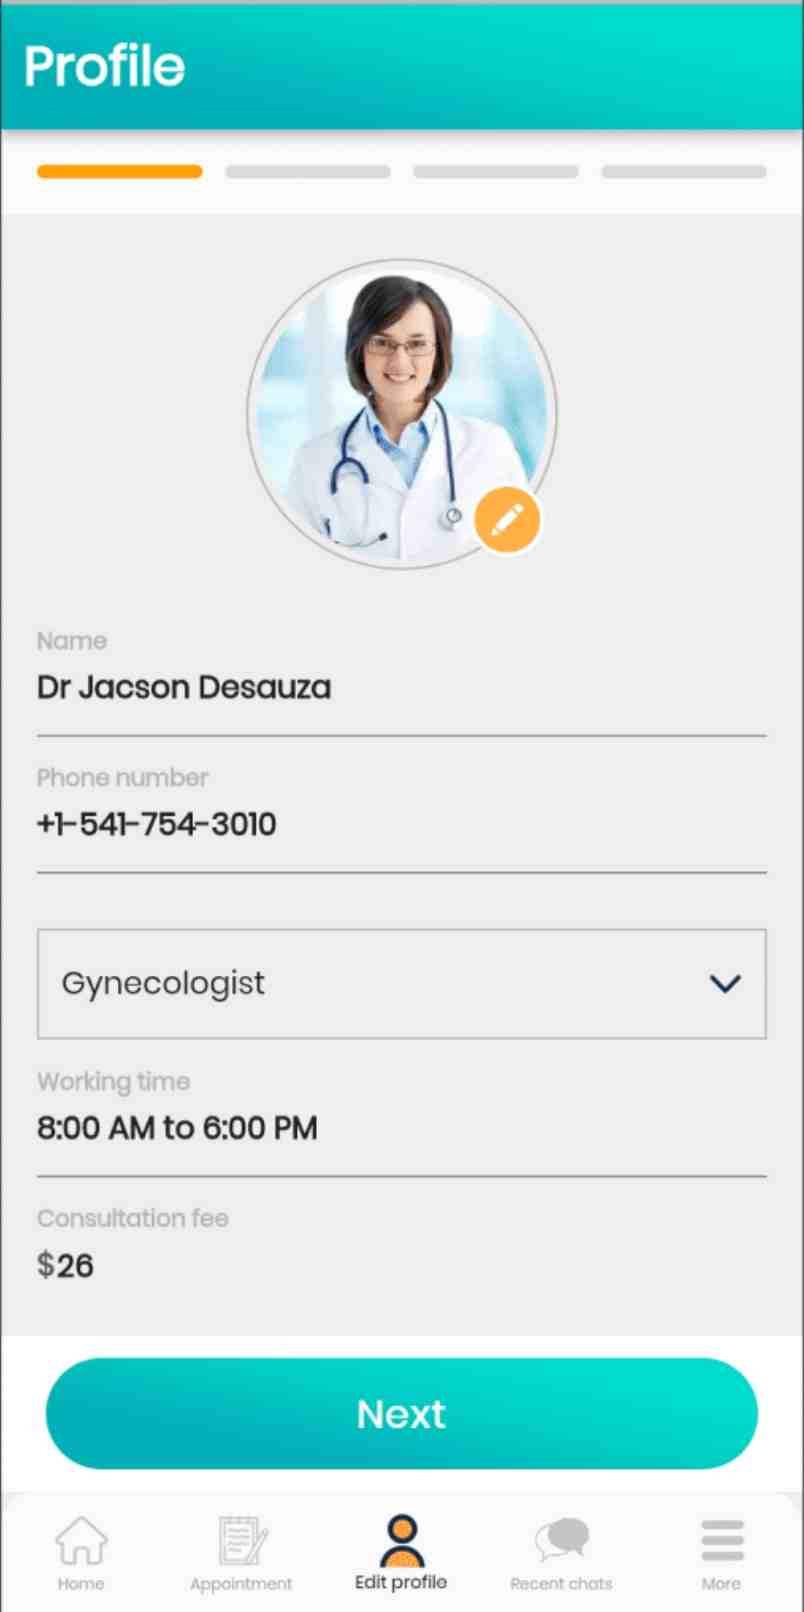 Profile
Name
Dr Jacson Desauza
Phone number
+1-541-754-3010
Gynecologist
Working time
8:00 AM to 6:00 PM
Consultation fee
$26
Next
Home Appointment Edit profile Recent chats More